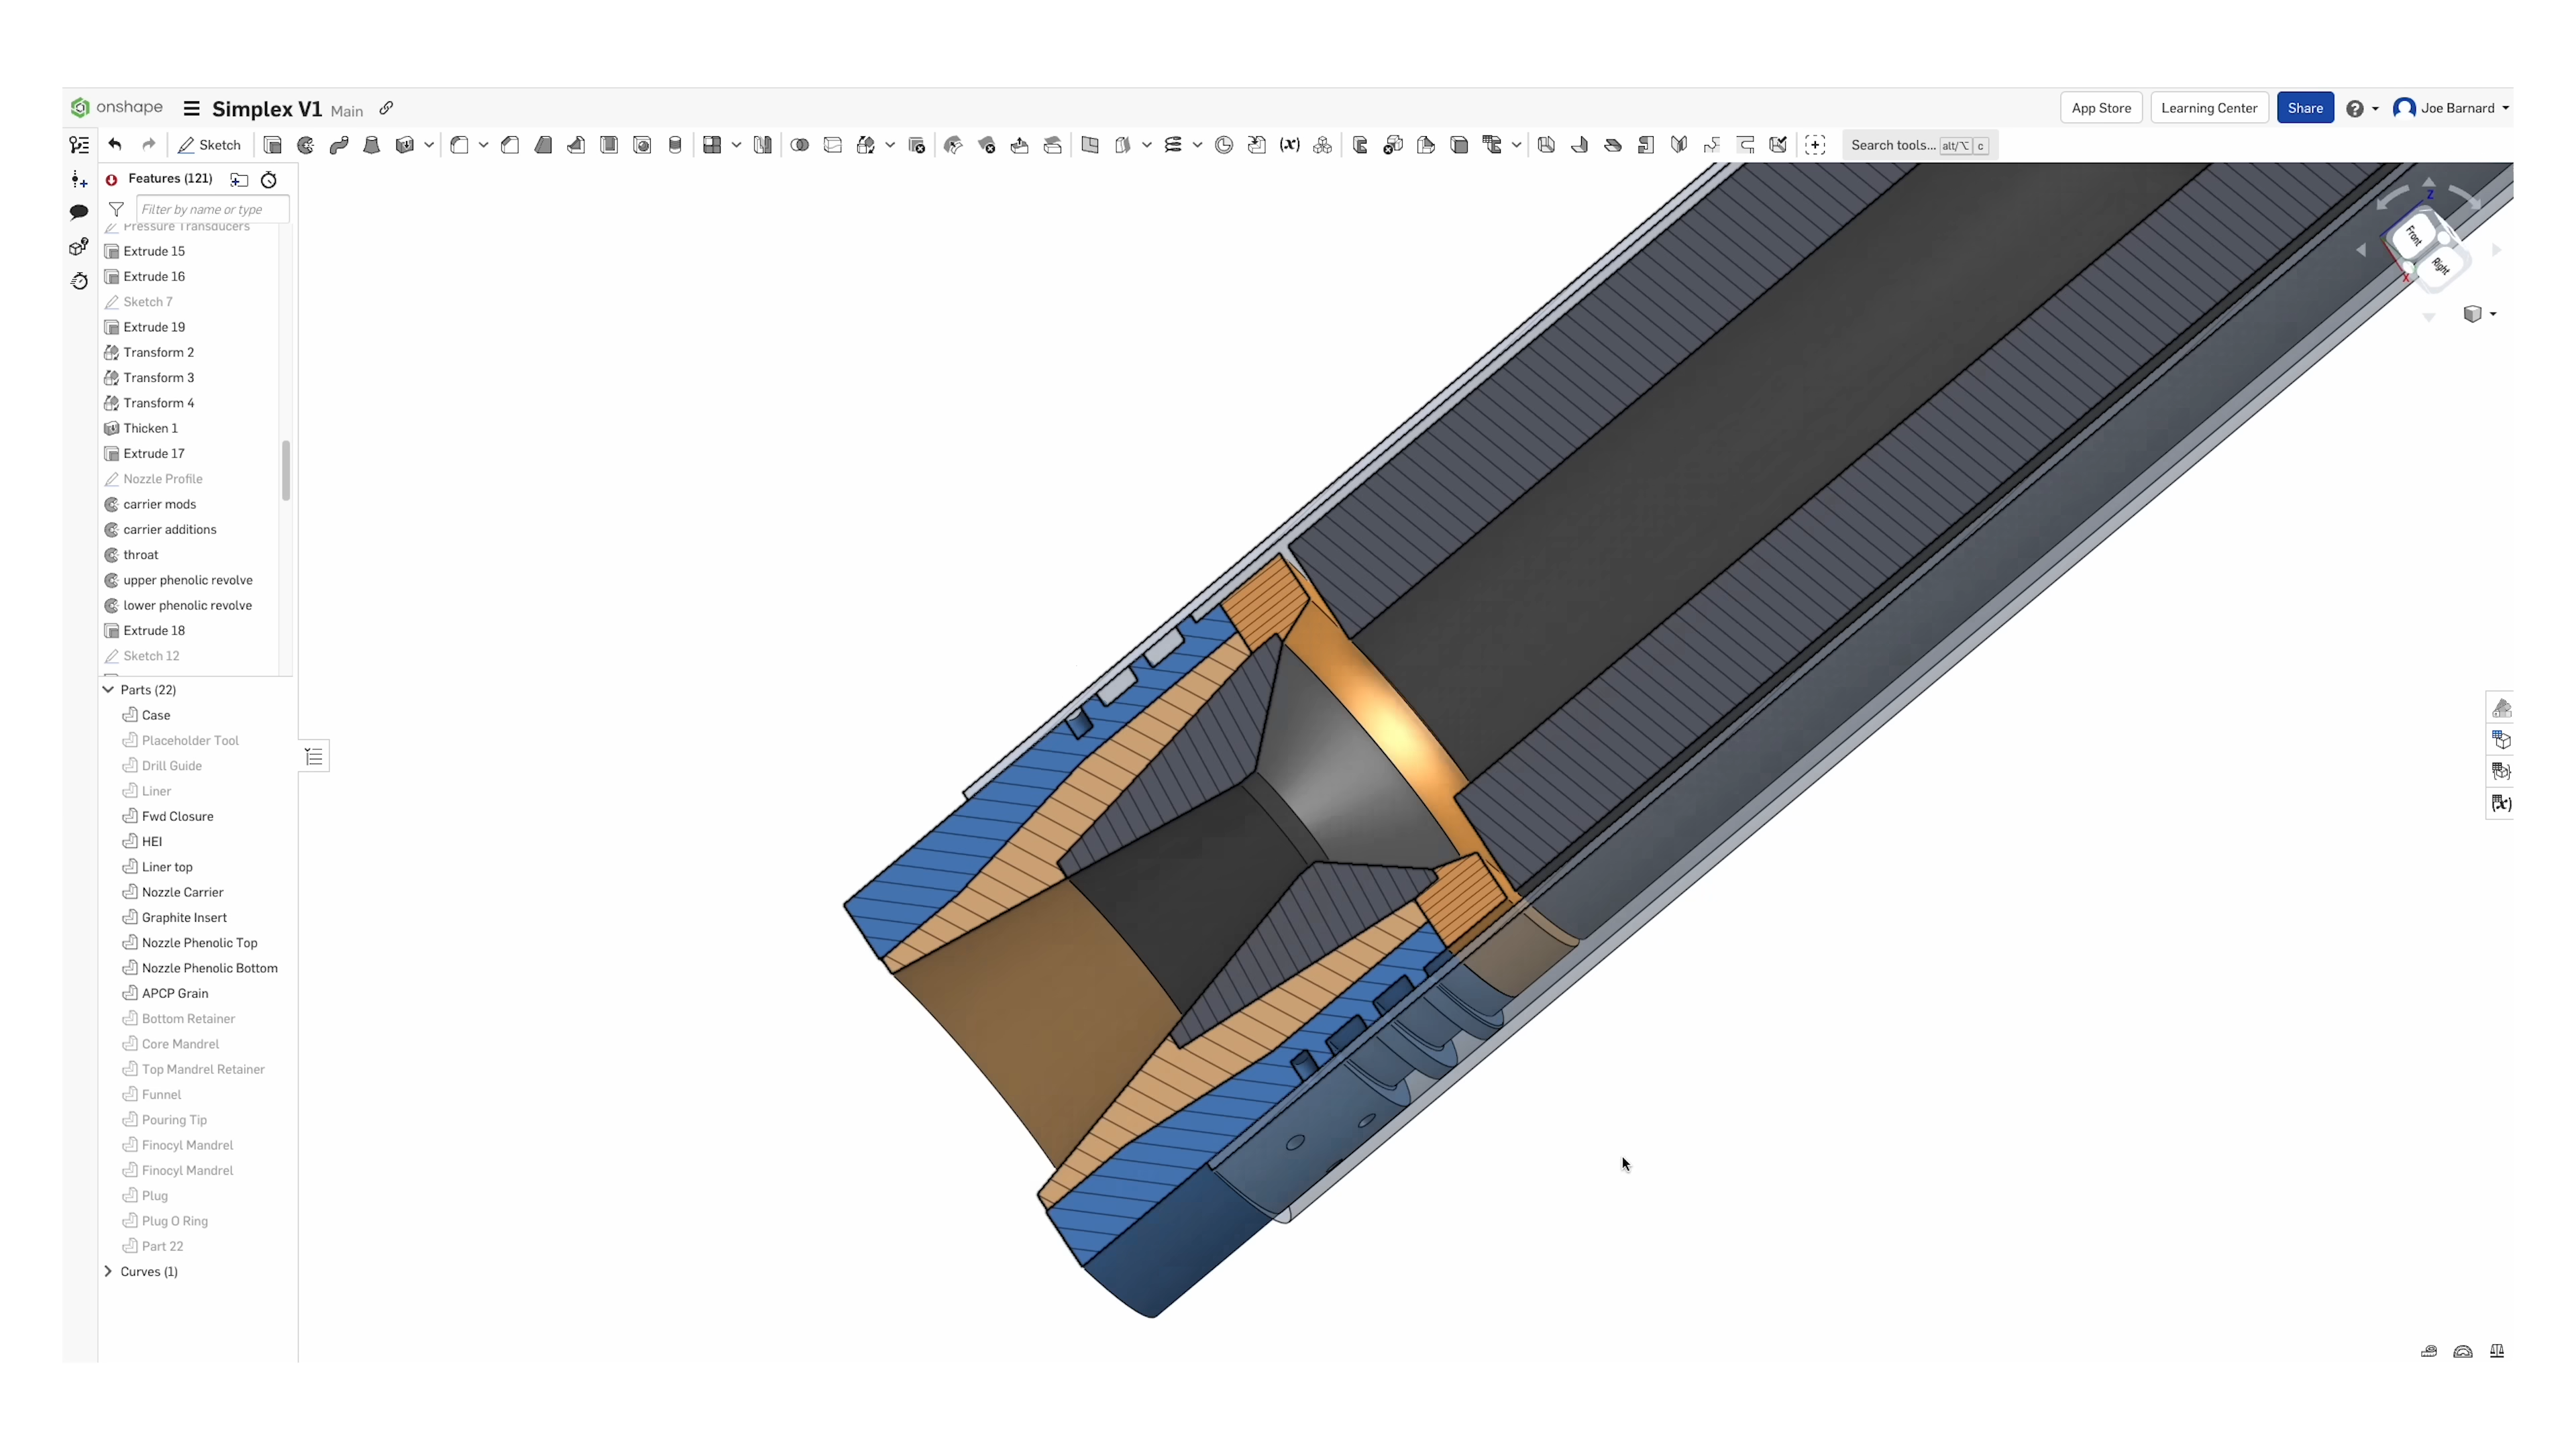 onshape Simplex V1 Main App Store Learning Center Share Joe Barnard
Sketch (x) Search tools... alt/⌥ c
Features (121)
Filter by name or type
Pressure Transducers
Extrude 15
Extrude 16
Sketch 7
Extrude 19
Transform 2
Transform 3
Transform 4
Thicken 1
Extrude 17
Nozzle Profile
carrier mods
carrier additions
throat
upper phenolic revolve
lower phenolic revolve
Extrude 18
Sketch 12
Parts (22)
Case
Placeholder Tool
Drill Guide
Liner
Fwd Closure
HEI
Liner top
Nozzle Carrier
Graphite Insert
Nozzle Phenolic Top
Nozzle Phenolic Bottom
APCP Grain
Bottom Retainer
Core Mandrel
Top Mandrel Retainer
Funnel
Pouring Tip
Finocyl Mandrel
Finocyl Mandrel
Plug
Plug O Ring
Part 22
Curves (1)
Z
Front
Right
X
(x)